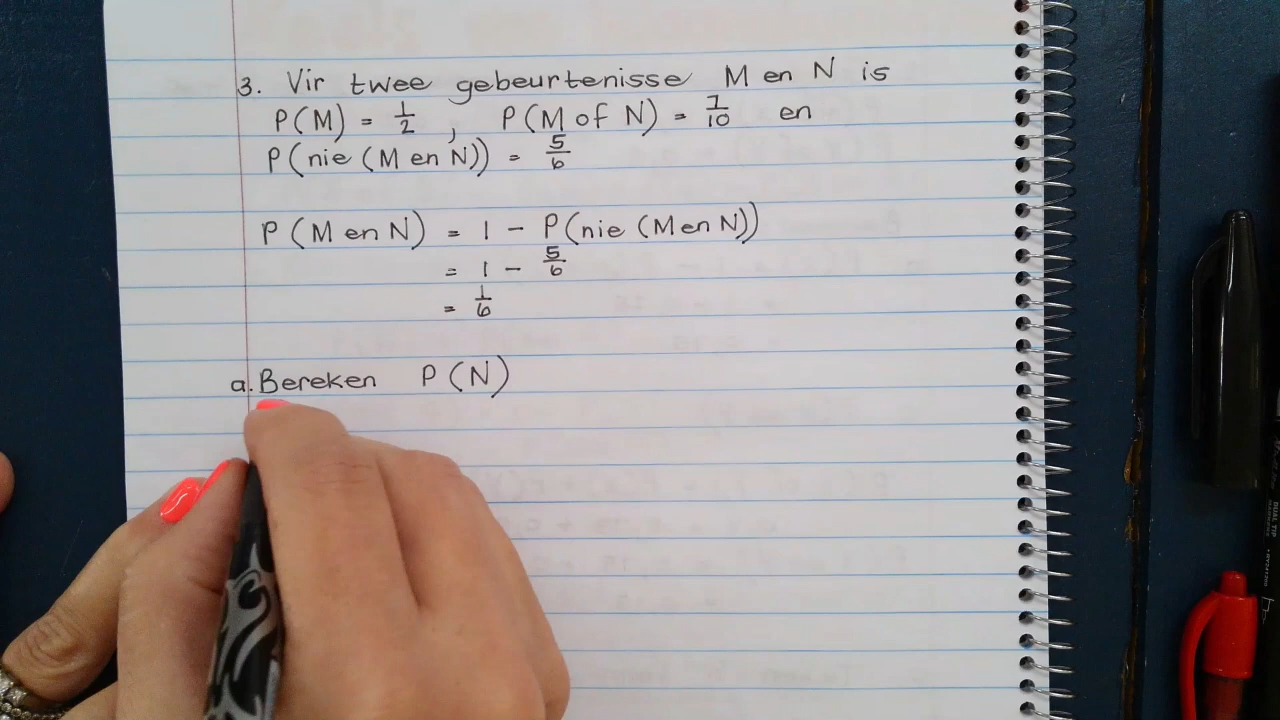 3. Vir twee gebeurtenisse M en N is
P(M) = 1/2 , P(M of N) = 7/10 en
P(nie (M en N)) = 5/6
P(M en N) = 1 - P(nie (M en N))
= 1 - 5/6
= 1/6
a. Bereken P(N)